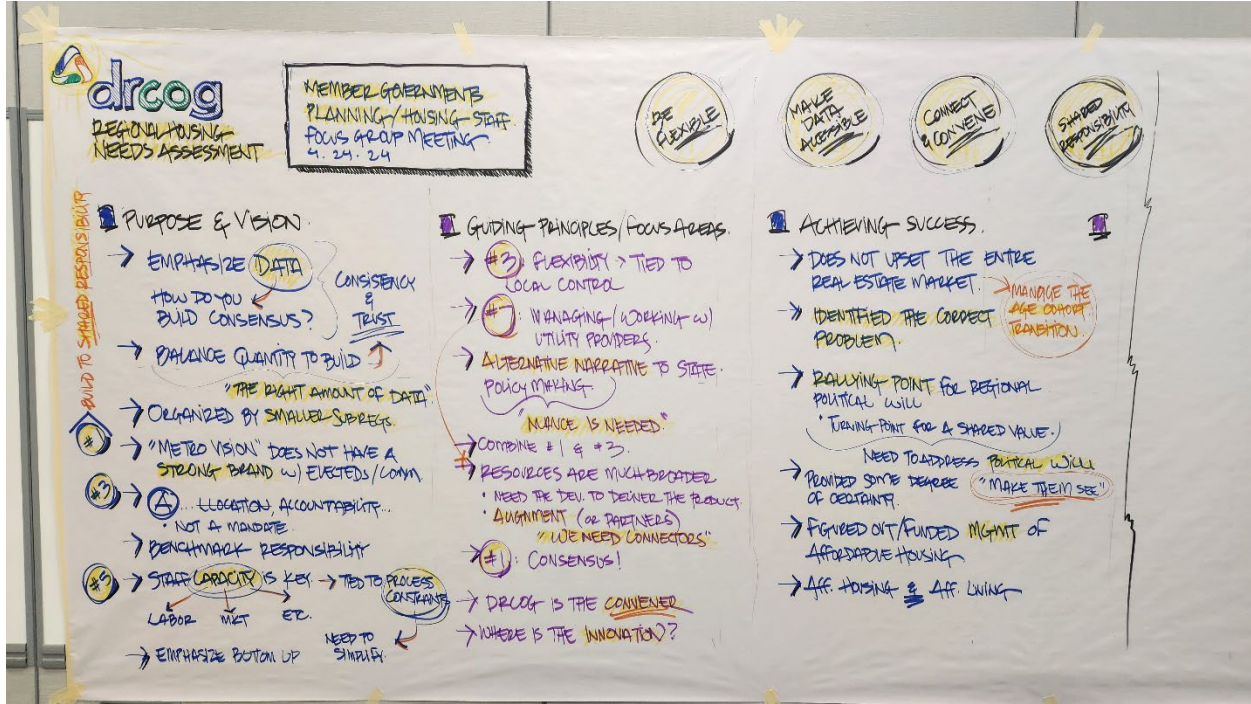 drcog
REGIONAL HOUSING
NEEDS ASSESSMENT
MEMBER GOVERNMENTS
PLANNING/HOUSING STAFF.
FOCUS GROUP MEETING
4.24.24
BE
FLEXIBLE
MAKE
DATA
ACCESSIBLE
CONNECT
& CONVENE
SHARED
RESPONSIBILITY
BUILD TO SHARED RESPONSIBILITY
PURPOSE & VISION.
→ EMPHASIZE DATA
HOW DO YOU
BUILD CONSENSUS?
CONSISTENCY
&
TRUST
→ BALANCE QUANTITY TO BUILD
"THE RIGHT AMOUNT OF DATA"
→ ORGANIZED BY SMALLER SUBREGS.
→ "METRO VISION" DOES NOT HAVE A
STRONG BRAND W/ ELECTEDS/COMM.
#3 → A... LLOCATION, ACCOUNTABILITY...
• NOT A MANDATE.
→ BENCHMARK RESPONSIBILITY
#5 → STAFF CAPACITY IS KEY. → TIED TO PROCESS
CONSTRAINTS
LABOR MKT ETC.
NEED TO
SIMPLIFY.
→ EMPHASIZE BOTTOM UP
GUIDING PRINCIPLES/FOCUS AREAS.
→ #3: FLEXIBILTY > TIED TO
LOCAL CONTROL
→ : MANAGING/WORKING W/
UTILITY PROVIDERS.
→ ALTERNATIVE NARRATIVE TO STATE.
POLICY MAKING
"NUANCE IS NEEDED"
→ COMBINE #1 & #3.
→ RESOURCES ARE MUCH BROADER
• NEED THE DEV. TO DELIVER THE PRODUCT.
• AUGNMENT (OR PARTNERS)
"WE NEED CONNECTORS"
→ #1: CONSENSUS!
→ DRCOG IS THE CONVENER
→ WHERE IS THE INNOVATION?
ACHIEVING SUCCESS.
→ DOES NOT UPSET THE ENTIRE
REAL ESTATE MARKET.
→ MANAGE THE
AGE COHORT
TRANSITION.
→ IDENTIFIED THE CORRECT
PROBLEM.
→ RALLYING POINT FOR REGIONAL
POLITICAL WILL
• TURNING-POINT FOR A SHARED VALUE.
NEED TO ADDRESS POLITICAL WILL
"MAKE THEM SEE"
→ PROVIDED SOME DEGREE
OF CERTAINTY.
→ FIGURED OUT/FUNDED MGMT OF
AFFORDABLE HOUSING
→ AFF. HOUSING & AFF. LIVING